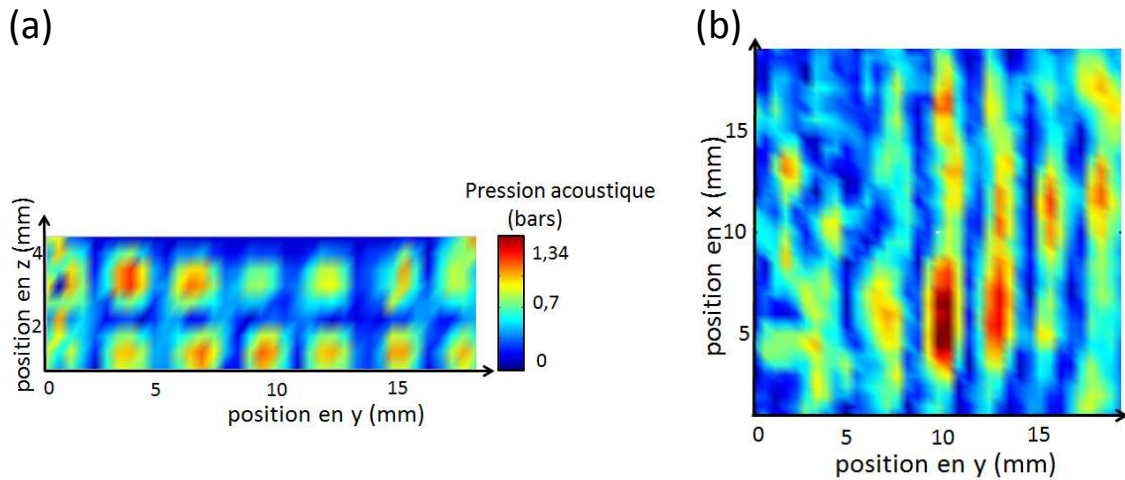 (a)
position en z (mm)
4
2
0
5
10
15
position en y (mm)
Pression acoustique
(bars)
1,34
0,7
0
(b)
position en x (mm)
15
10
5
0
5
10
15
position en y (mm)